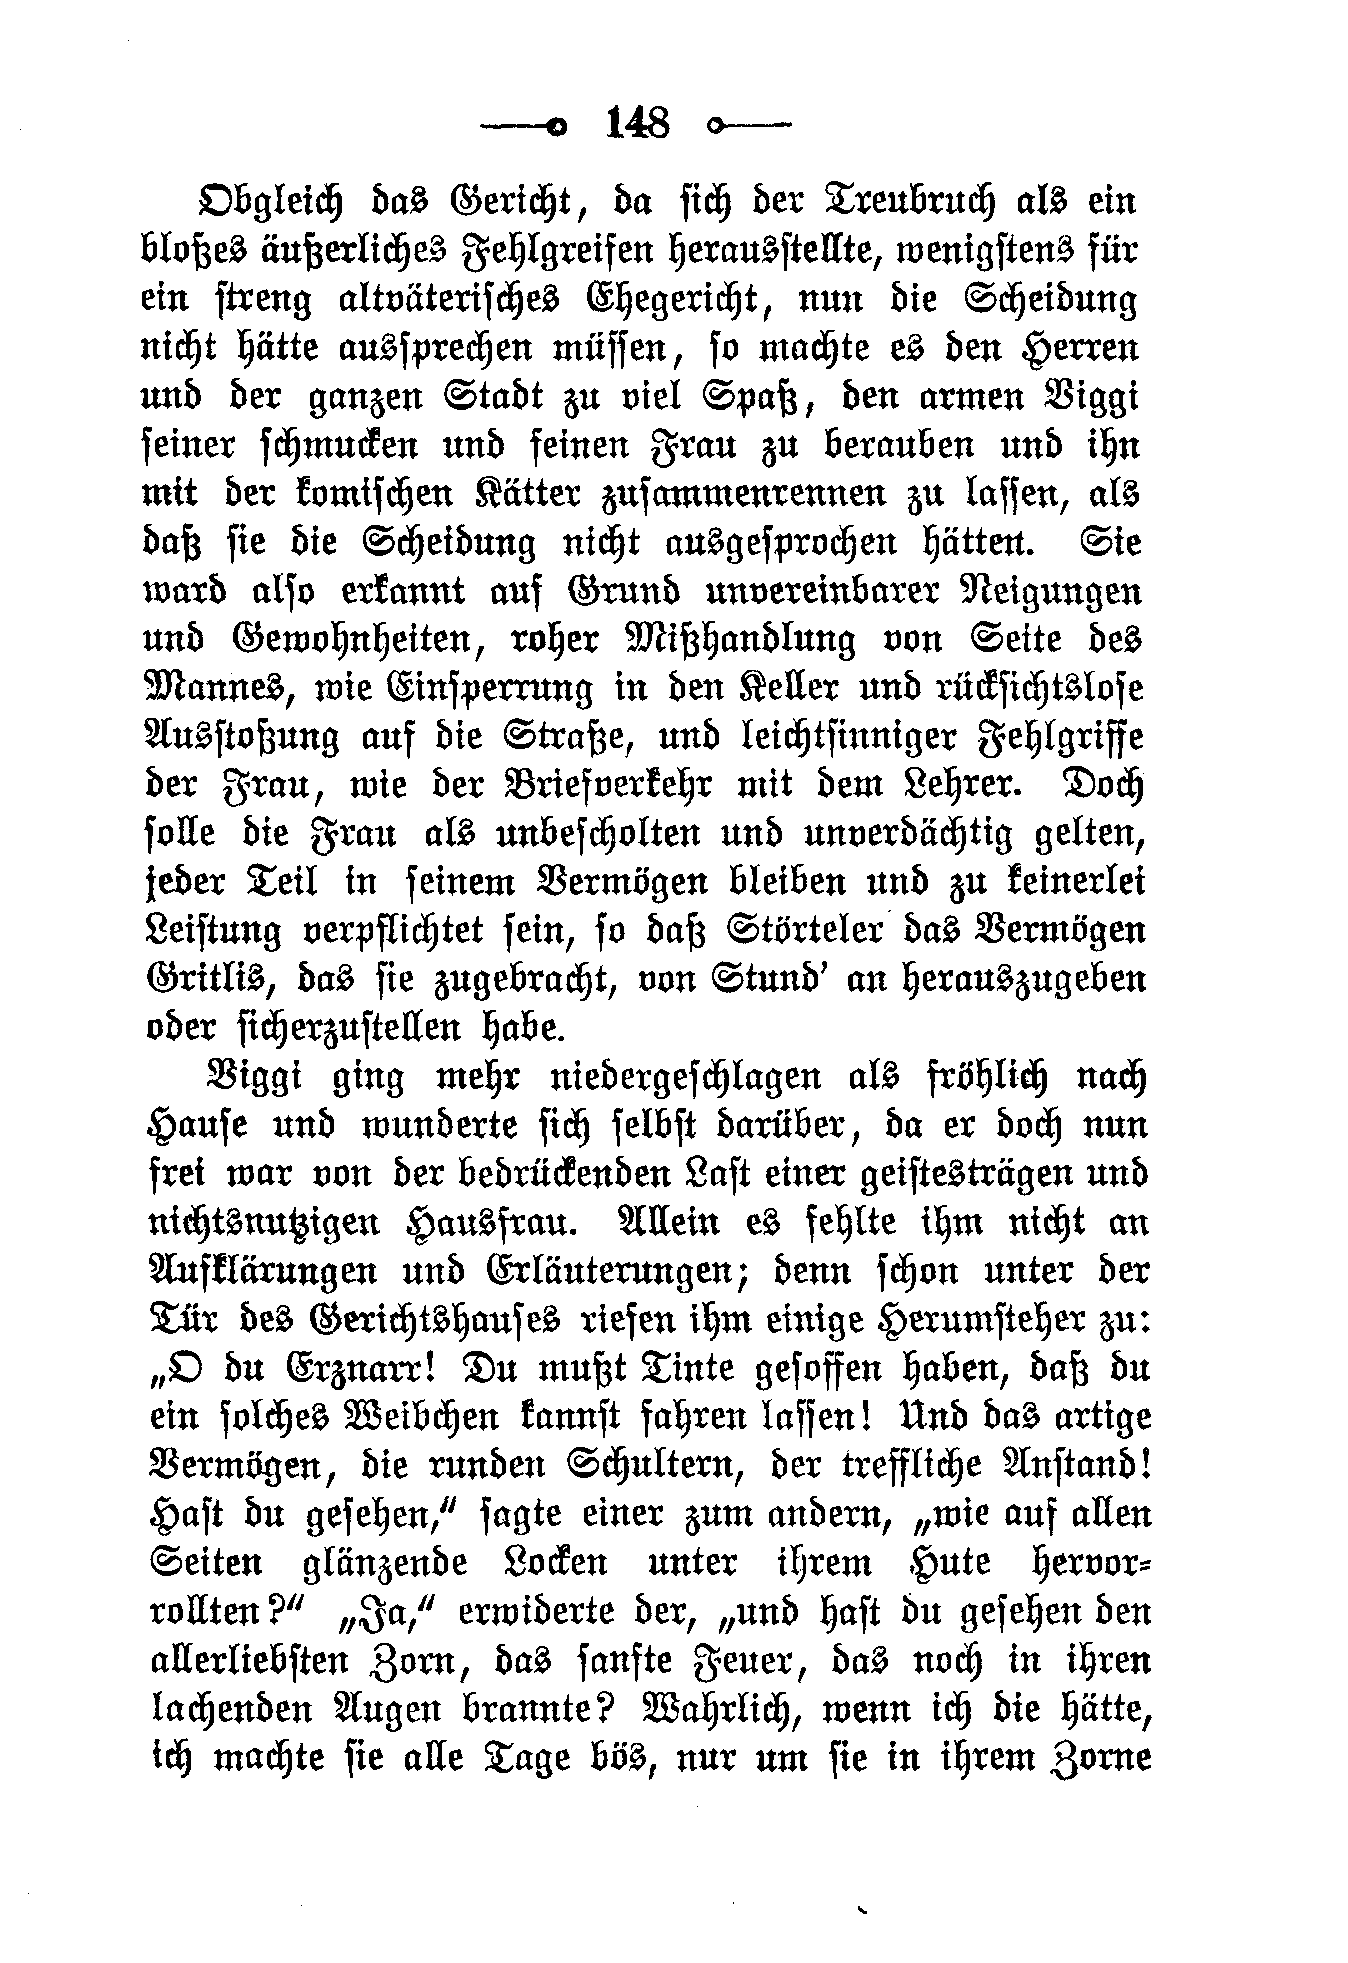 148
Obgleich das Gericht, da sich der Treubruch als ein
bloßes äußerliches Fehlgreifen herausstellte, wenigstens für
ein streng altväterisches Ehegericht, nun die Scheidung
nicht hätte aussprechen müssen, so machte es den Herren
und der ganzen Stadt zu viel Spaß, den armen Viggi
seiner schmucken und feinen Frau zu berauben und ihn
mit der komischen Kätter zusammenrennen zu lassen, als
daß sie die Scheidung nicht ausgesprochen hätten. Sie
ward also erkannt auf Grund unvereinbarer Neigungen
und Gewohnheiten, roher Mißhandlung von Seite des
Mannes, wie Einsperrung in den Keller und rücksichtslose
Ausstoßung auf die Straße, und leichtsinniger Fehlgriffe
der Frau, wie der Briefverkehr mit dem Lehrer. Doch
solle die Frau als unbescholten und unverdächtig gelten,
jeder Teil in seinem Vermögen bleiben und zu keinerlei
Leistung verpflichtet sein, so daß Störteler das Vermögen
Gritlis, das sie zugebracht, von Stund' an herauszugeben
oder sicherzustellen habe.
Viggi ging mehr niedergeschlagen als fröhlich nach
Hause und wunderte sich selbst darüber, da er doch nun
frei war von der bedrückenden Last einer geistesträgen und
nichtsnutzigen Hausfrau. Allein es fehlte ihm nicht an
Aufklärungen und Erläuterungen; denn schon unter der
Tür des Gerichtshauses riefen ihm einige Herumsteher zu:
„O du Erznarr! Du mußt Tinte gesoffen haben, daß du
ein solches Weibchen kannst fahren lassen! Und das artige
Vermögen, die runden Schultern, der treffliche Anstand!
Hast du gesehen,“ sagte einer zum andern, „wie auf allen
Seiten glänzende Locken unter ihrem Hute hervor-
rollten?“ „Ja,“ erwiderte der, „und hast du gesehen den
allerliebsten Zorn, das sanfte Feuer, das noch in ihren
lachenden Augen brannte? Wahrlich, wenn ich die hätte,
ich machte sie alle Tage bös, nur um sie in ihrem Zorne